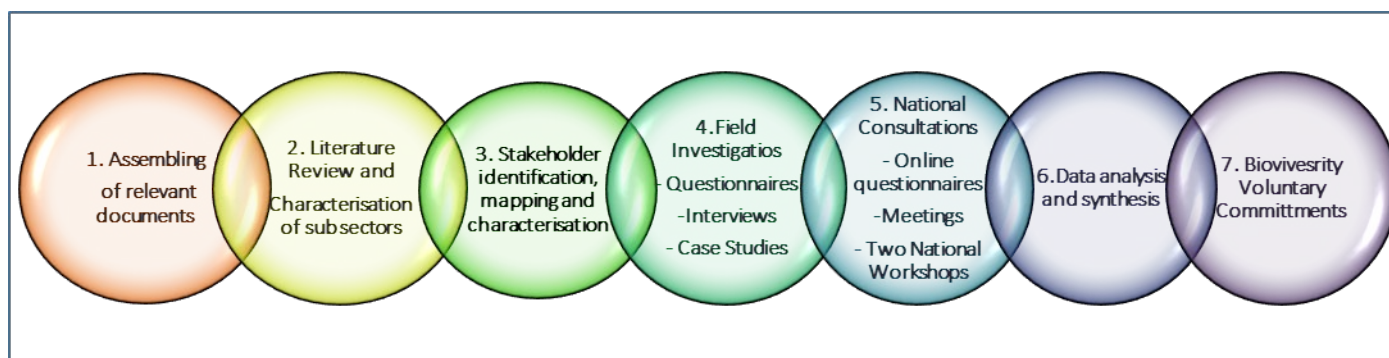 1. Assembling
of relevant
documents
2. Literature
Review and
Characterisation
of sub sectors
3. Stakeholder
identification,
mapping and
characterisation
4.Field
Investigatios
- Questionnaires
-Interviews
- Case Studies
5. National
Consultations
- Online
questionnaires
-Meetings
- Two National
Workshops
6.Data analysis
and synthesis
7. Biovivesrity
Voluntary
Committments